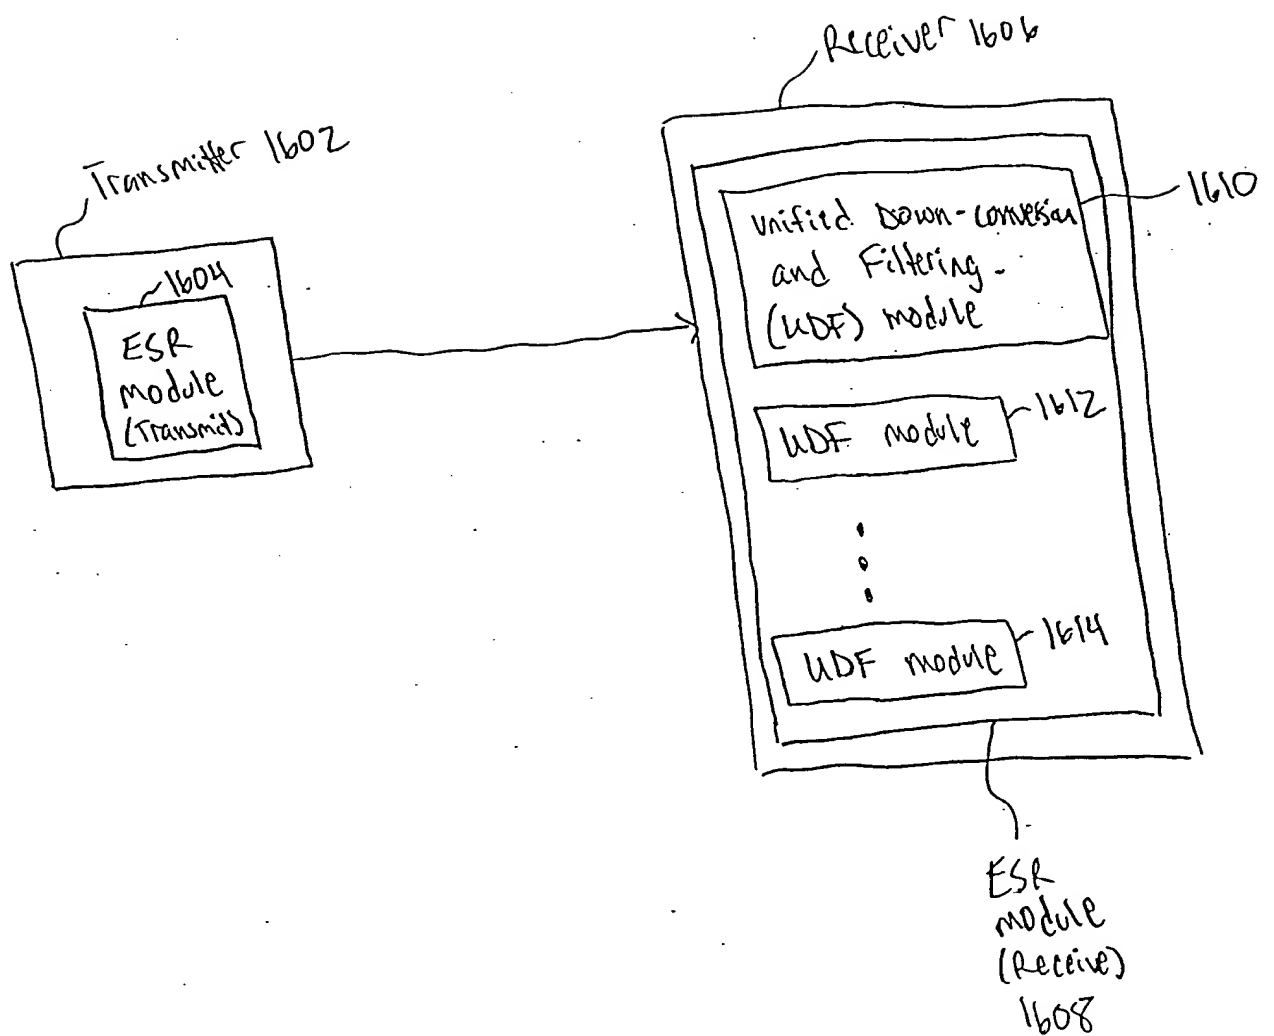 Receiver 1606
Transmitter 1602
1604
ESR
module
(Transmit)
1610
Unified Down-conversion
and Filtering
(UDF) module
1612
UDF module
1614
UDF module
ESR
module
(Receive)
1608